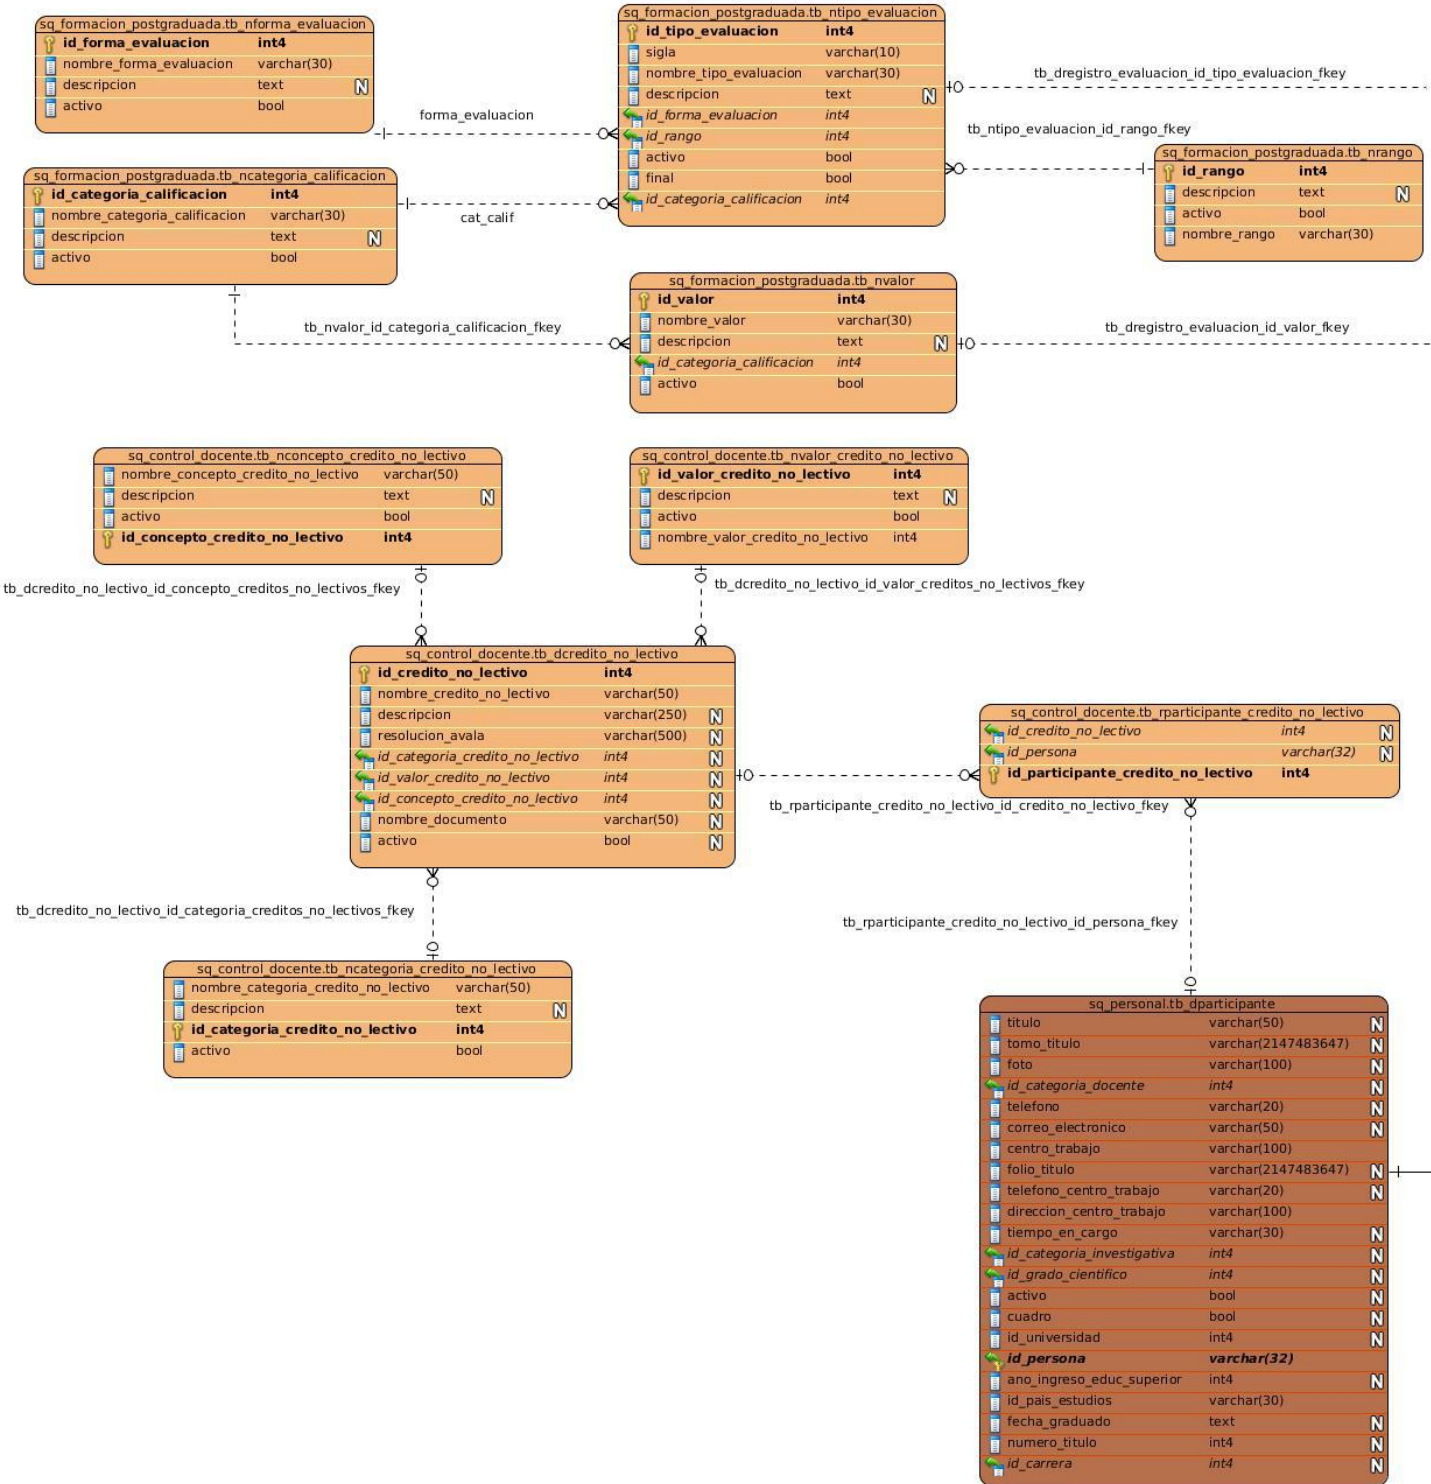 sq_formacion_postgraduada.tb_nforma_evaluacion
id_forma_evaluacion int4
nombre_forma_evaluacion varchar(30)
descripcion text N
activo bool
forma_evaluacion
sq_formacion_postgraduada.tb_ntipo_evaluacion
id_tipo_evaluacion int4
sigla varchar(10)
nombre_tipo_evaluacion varchar(30)
descripcion text N
id_forma_evaluacion int4
id_rango int4
activo bool
final bool
id_categoria_calificacion int4
tb_dregistro_evaluacion_id_tipo_evaluacion_fkey
tb_ntipo_evaluacion_id_rango_fkey
sq_formacion_postgraduada.tb_nrango
id_rango int4
descripcion text N
activo bool
nombre_rango varchar(30)
sq_formacion_postgraduada.tb_ncategoria_calificacion
id_categoria_calificacion int4
nombre_categoria_calificacion varchar(30)
descripcion text N
activo bool
cat_calif
tb_nvalor_id_categoria_calificacion_fkey
sq_formacion_postgraduada.tb_nvalor
id_valor int4
nombre_valor varchar(30)
descripcion text N
id_categoria_calificacion int4
activo bool
tb_dregistro_evaluacion_id_valor_fkey
sq_control_docente.tb_nconcepto_credito_no_lectivo
nombre_concepto_credito_no_lectivo varchar(50)
descripcion text N
activo bool
id_concepto_credito_no_lectivo int4
sq_control_docente.tb_nvalor_credito_no_lectivo
id_valor_credito_no_lectivo int4
descripcion text N
activo bool
nombre_valor_credito_no_lectivo int4
tb_dcredito_no_lectivo_id_concepto_creditos_no_lectivos_fkey
tb_dcredito_no_lectivo_id_valor_creditos_no_lectivos_fkey
sq_control_docente.tb_dcredito_no_lectivo
id_credito_no_lectivo int4
nombre_credito_no_lectivo varchar(50)
descripcion varchar(250) N
resolucion_avala varchar(500) N
id_categoria_credito_no_lectivo int4 N
id_valor_credito_no_lectivo int4 N
id_concepto_credito_no_lectivo int4 N
nombre_documento varchar(50) N
activo bool N
sq_control_docente.tb_rparticipante_credito_no_lectivo
id_credito_no_lectivo int4 N
id_persona varchar(32) N
id_participante_credito_no_lectivo int4
tb_rparticipante_credito_no_lectivo_id_credito_no_lectivo_fkey
tb_dcredito_no_lectivo_id_categoria_creditos_no_lectivos_fkey
tb_rparticipante_credito_no_lectivo_id_persona_fkey
sq_control_docente.tb_ncategoria_credito_no_lectivo
nombre_categoria_credito_no_lectivo varchar(50)
descripcion text N
id_categoria_credito_no_lectivo int4
activo bool
sq_personal.tb_dparticipante
titulo varchar(50) N
tomo_titulo varchar(2147483647) N
foto varchar(100) N
id_categoria_docente int4 N
telefono varchar(20) N
correo_electronico varchar(50) N
centro_trabajo varchar(100)
folio_titulo varchar(2147483647) N
telefono_centro_trabajo varchar(20) N
direccion_centro_trabajo varchar(100)
tiempo_en_cargo varchar(30) N
id_categoria_investigativa int4 N
id_grado_cientifico int4 N
activo bool N
cuadro bool N
id_universidad int4 N
id_persona varchar(32)
ano_ingreso_educ_superior int4 N
id_pais_estudios varchar(30)
fecha_graduado text N
numero_titulo int4 N
id_carrera int4 N